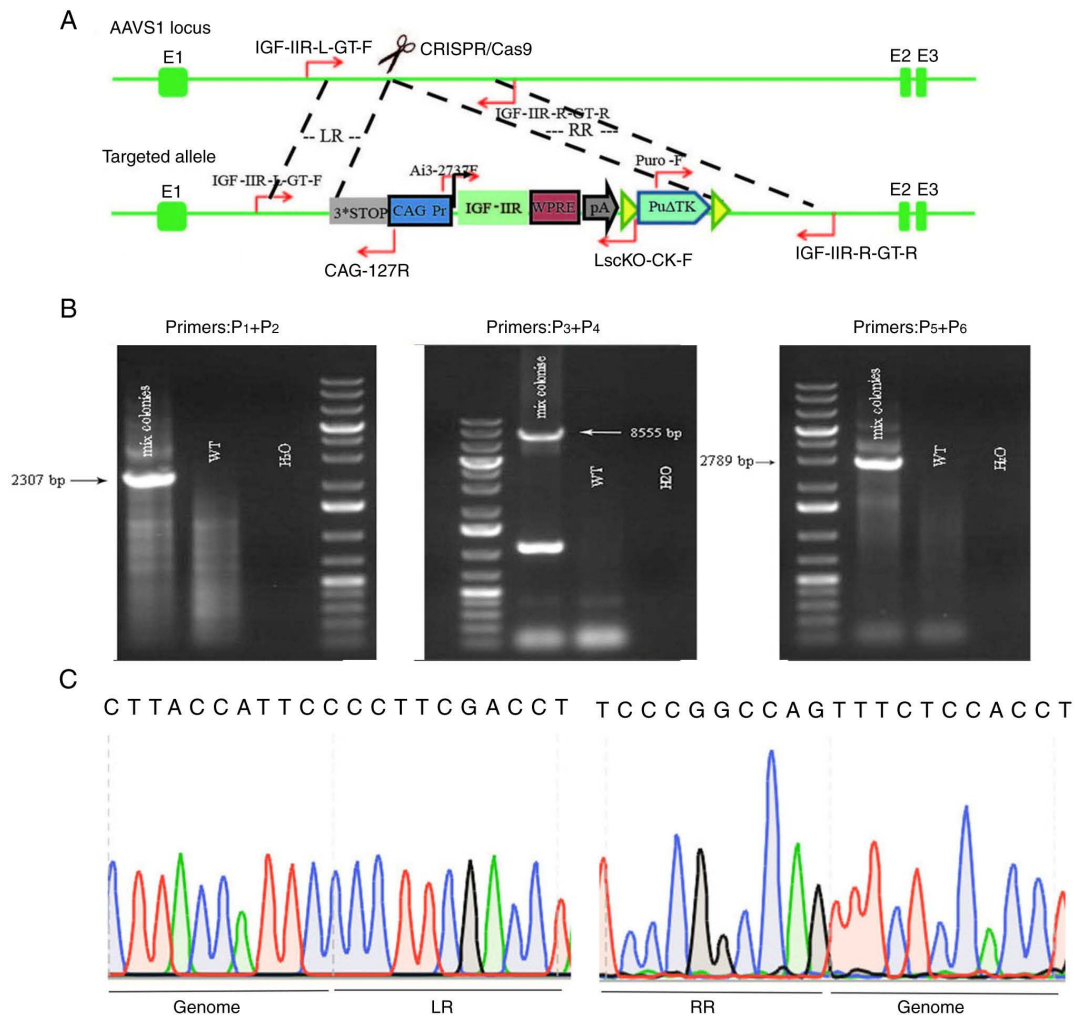 A
AAVS1 locus
E1
IGF-IIR-L-GT-F
CRISPR/Cas9
E2 E3
IGF-IIR-R-GT-R
-- LR --
--- RR ---
Targeted allele
E1
IGF-IIR-L-GT-F
Ai3-2737F
Puro -F
E2 E3
3*STOP
CAG Pr
IGF-IIR
WPRE
pA
PuΔTK
CAG-127R
LscKO-CK-F
IGF-IIR-R-GT-R
B
Primers:P1+P2
Primers:P3+P4
Primers:P5+P6
mix colonies
WT
H2O
2307 bp
mix colonise
8555 bp
WT
H2O
mix colonies
2789 bp
WT
H2O
C
C T T A C C A T T C C C C T T C G A C C T
T C C C G G C C A G T T T C T C C A C C T
Genome
LR
RR
Genome